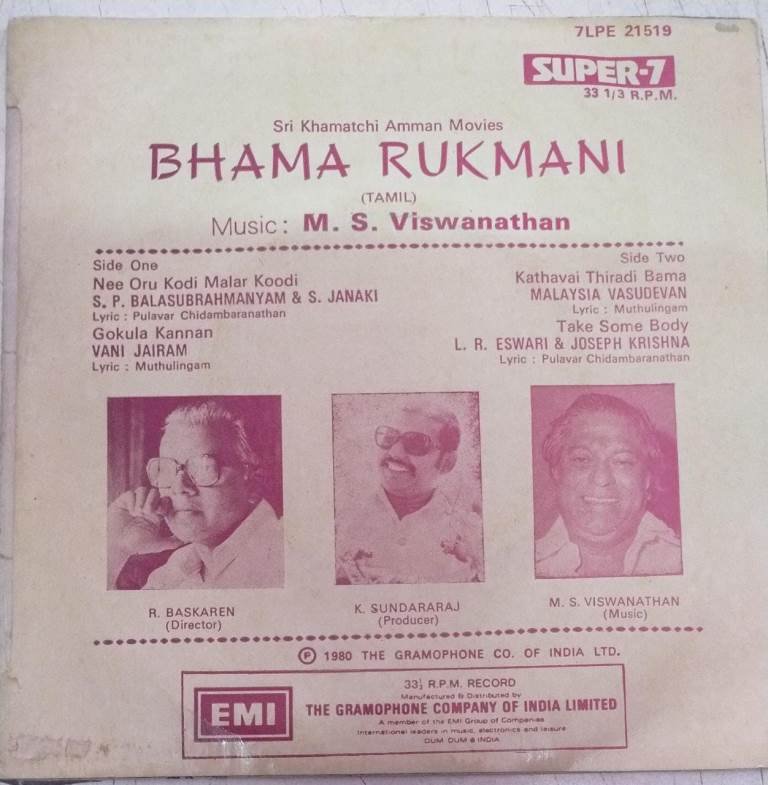 7LPE 21519
SUPER-7
33 1/3 R.P.M.
Sri Khamatchi Amman Movies
BHAMA RUKMANI
(TAMIL)
Music : M. S. Viswanathan
Side One
Nee Oru Kodi Malar Koodi
S. P. BALASUBRAHMANYAM & S. JANAKI
Lyric : Pulavar Chidambaranathan
Gokula Kannan
VANI JAIRAM
Lyric : Muthulingam
Side Two
Kathavai Thiradi Bama
MALAYSIA VASUDEVAN
Lyric : Muthulingam
Take Some Body
L. R. ESWARI & JOSEPH KRISHNA
Lyric : Pulavar Chidambaranathan
R. BASKAREN
(Director)
K. SUNDARARAJ
(Producer)
M. S. VISWANATHAN
(Music)
Ⓟ 1980 THE GRAMOPHONE CO. OF INDIA LTD.
EMI
33⅓ R.P.M. RECORD
Manufactured & Distributed by
THE GRAMOPHONE COMPANY OF INDIA LIMITED
A member of the EMI Group of Companies
International leaders in music, electronics and leisure
DUM DUM ⓑ INDIA